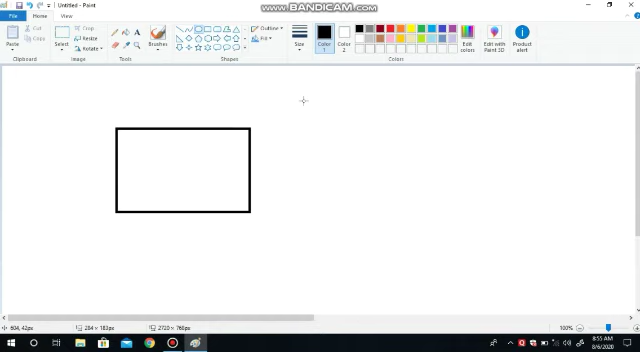 WWW.BANDICAM.COM
Untitled - Paint
File
Home
View
Paste
Cut
Copy
Clipboard
Select
Crop
Resize
Rotate
Image
Tools
Brushes
Shapes
Outline
Fill
Size
Color 1
Color 2
Colors
Edit colors
Edit with Paint 3D
Product alert
604, 42px
284 × 183px
2720 × 768px
100%
8:55 AM
8/6/2020